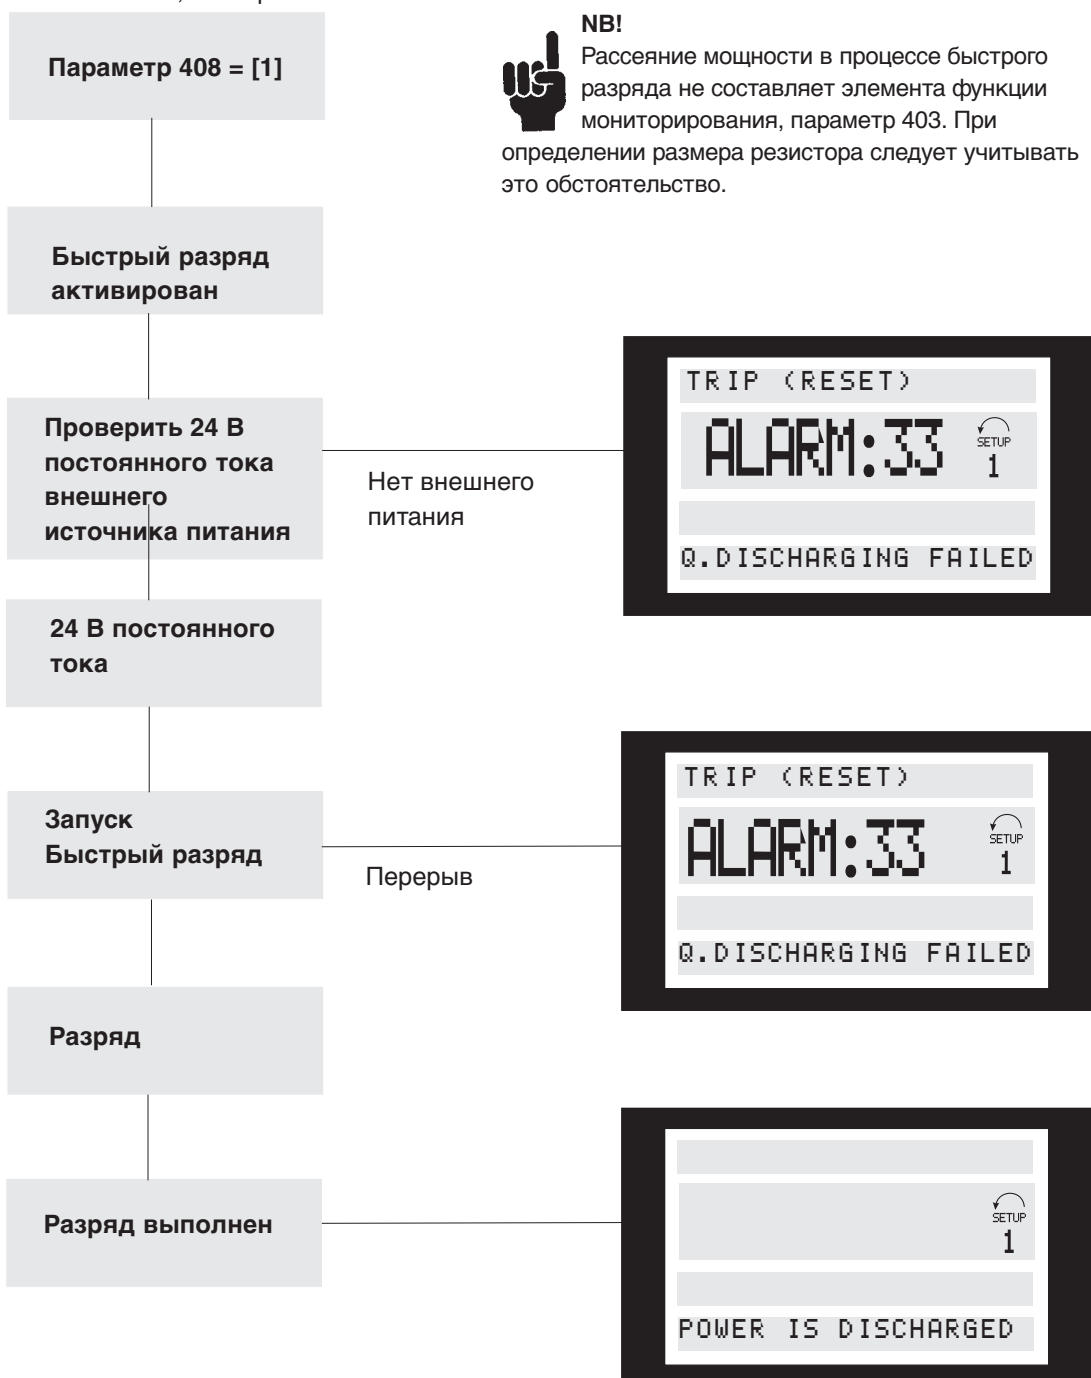 Параметр 408 = [1]
NB!
Рассеяние мощности в процессе быстрого
разряда не составляет элемента функции
мониторирования, параметр 403. При
определении размера резистора следует учитывать
это обстоятельство.
Быстрый разряд
активирован
Проверить 24 В
постоянного тока
внешнего
источника питания
Нет внешнего
питания
TRIP (RESET)
ALARM:33
SETUP
1
Q.DISCHARGING FAILED
24 В постоянного
тока
Запуск
Быстрый разряд
Перерыв
TRIP (RESET)
ALARM:33
SETUP
1
Q.DISCHARGING FAILED
Разряд
Разряд выполнен
SETUP
1
POWER IS DISCHARGED